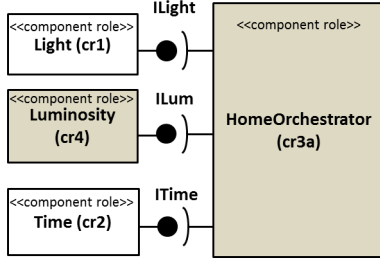 ILight
<<component role>>
Light (cr1)
<<component role>>
ILum
<<component role>>
Luminosity
(cr4)
HomeOrchestrator
(cr3a)
ITime
<<component role>>
Time (cr2)